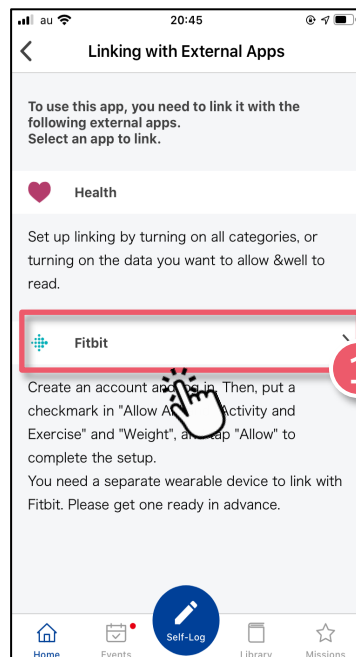 au 20:45
Linking with External Apps
To use this app, you need to link it with the
following external apps.
Select an app to link.
Health
Set up linking by turning on all categories, or
turning on the data you want to allow &well to
read.
Fitbit
1
Create an account and log in. Then, put a
checkmark in "Allow A Activity and
Exercise" and "Weight", and tap "Allow" to
complete the setup.
You need a separate wearable device to link with
Fitbit. Please get one ready in advance.
Self-Log
Home Events Library Missions